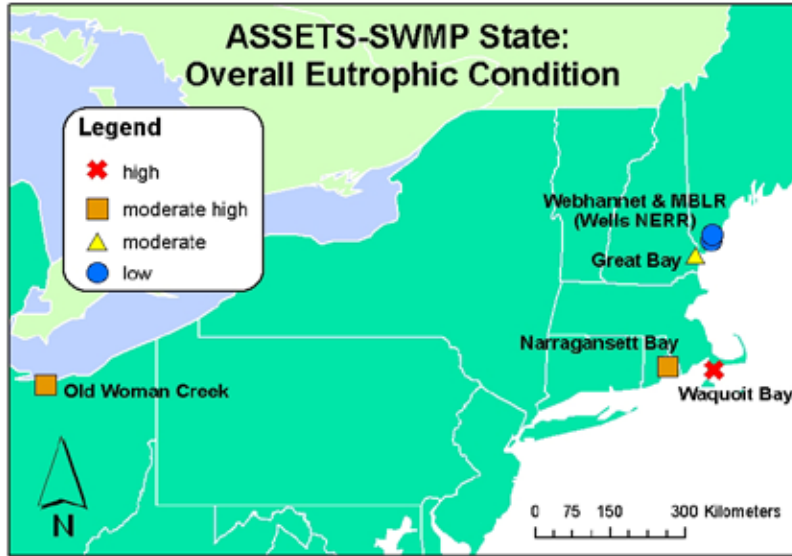 ASSETS-SWMP State:
Overall Eutrophic Condition
Legend
high
moderate high
moderate
low
Webhannet & MBLR
(Wells NERR)
Great Bay
Narragansett Bay
Old Woman Creek
Waquoit Bay
N
0 75 150 300 Kilometers